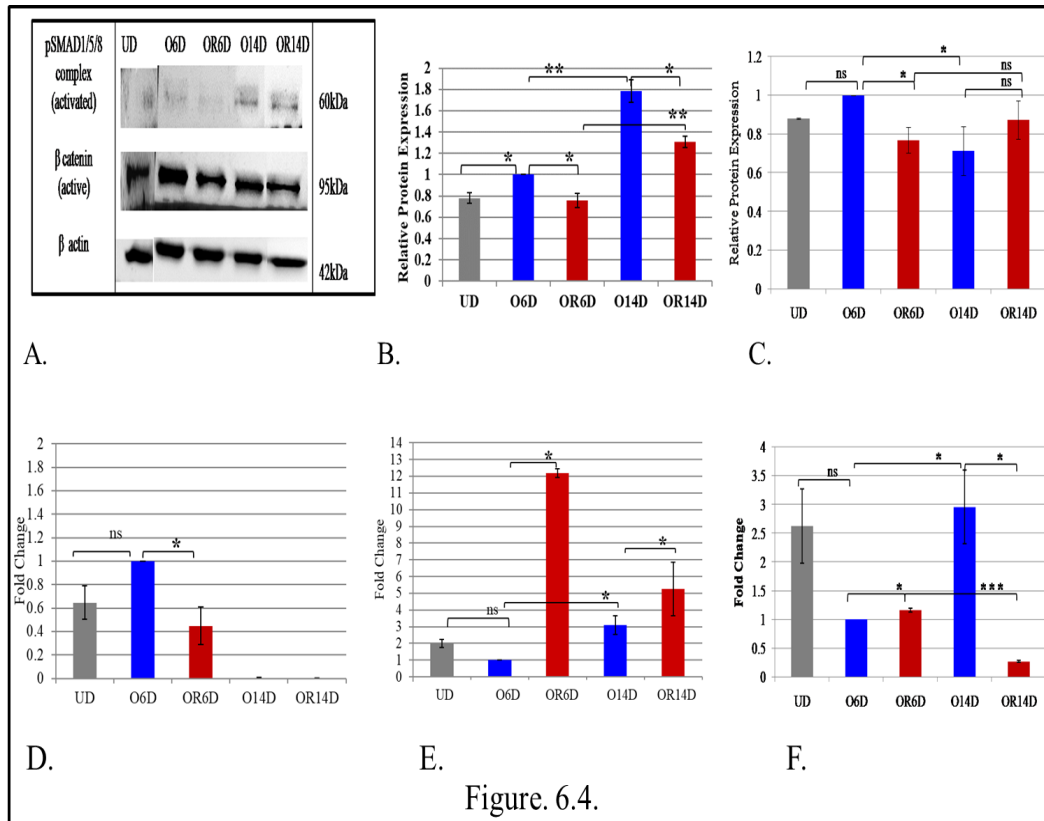 pSMAD1/5/8 UD O6D OR6D O14D OR14D
complex
(activated) 60kDa
β catenin
(active) 95kDa
β actin
42kDa
A.
Relative Protein Expression
2
1.8
1.6
1.4
1.2
1
0.8
0.6
0.4
0.2
0
** *
**
* *
UD O6D OR6D O14D OR14D
B.
Relative Protein Expression
1.2
1
0.8
0.6
0.4
0.2
0
*
ns * ns
ns
UD O6D OR6D O14D OR14D
C.
Fold Change
2
1.8
1.6
1.4
1.2
1
0.8
0.6
0.4
0.2
0
ns *
UD O6D OR6D O14D OR14D
D.
Fold Change
14
13
12
11
10
9
8
7
6
5
4
3
2
1
0
*
*
ns *
UD O6D OR6D O14D OR14D
E.
Fold Change
4
3.5
3
2.5
2
1.5
1
0.5
0
* *
ns
* ***
UD O6D OR6D O14D OR14D
F.
Figure. 6.4.